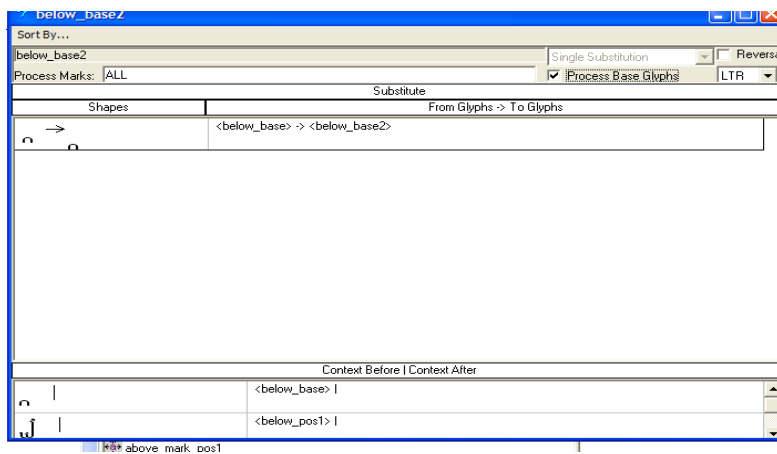 below_base2
Sort By...
below_base2 Single Substitution Reversa
Process Marks: ALL Process Base Glyphs LTR
Substitute
Shapes From Glyphs -> To Glyphs
<below_base> -> <below_base2>
Context Before | Context After
<below_base> |
<below_pos1> |
above_mark_pos1